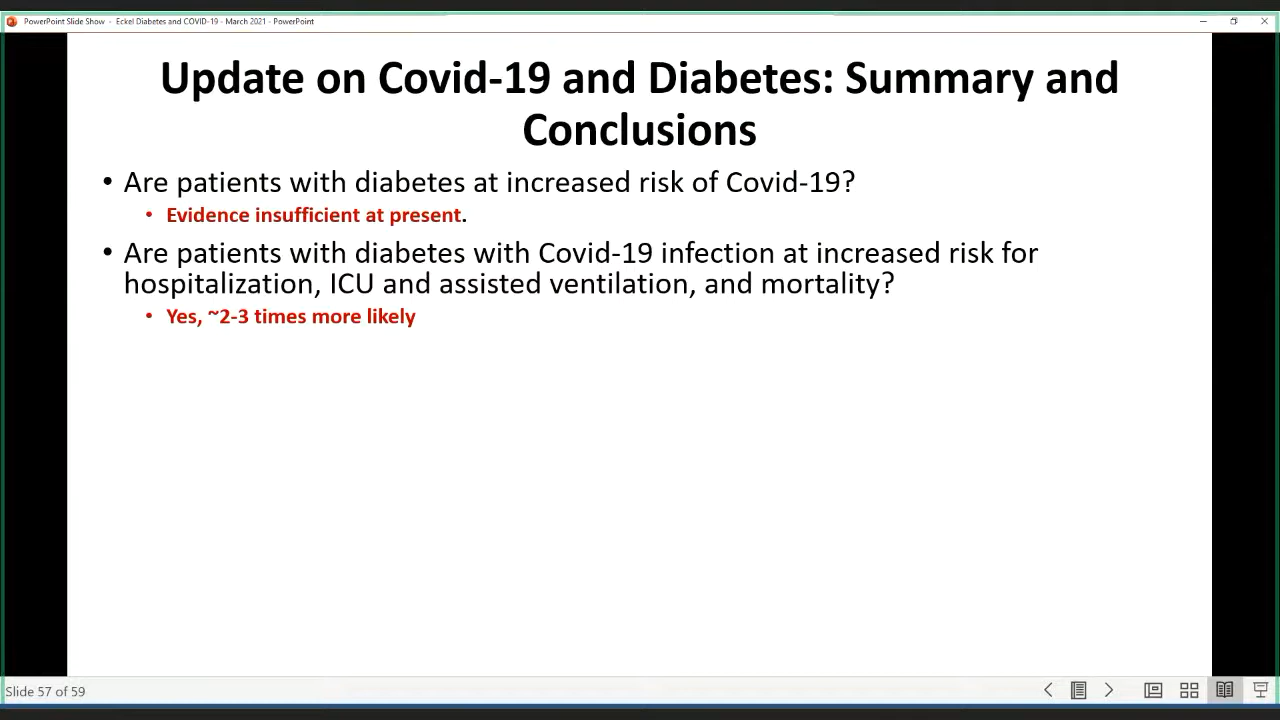 PowerPoint Slide Show - Eckel Diabetes and COVID-19 - March 2021 - PowerPoint
Update on Covid-19 and Diabetes: Summary and
Conclusions
• Are patients with diabetes at increased risk of Covid-19?
• Evidence insufficient at present.
• Are patients with diabetes with Covid-19 infection at increased risk for
hospitalization, ICU and assisted ventilation, and mortality?
• Yes, ~2-3 times more likely
Slide 57 of 59